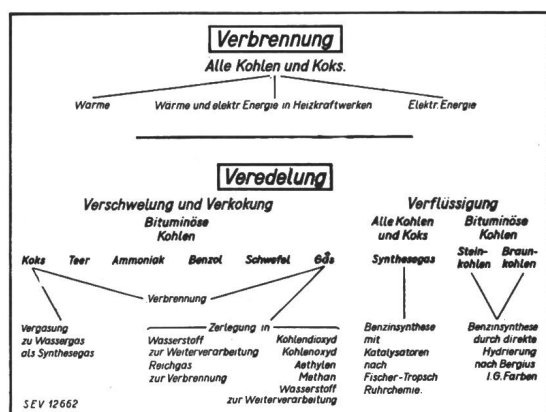 Verbrennung
Alle Kohlen und Koks.
Wärme Wärme und elektr. Energie in Heizkraftwerken Elektr. Energie
Veredelung
Verschwelung und Verkokung
Bituminöse
Kohlen
Koks Teer Ammoniak Benzol Schwefel Gas
Verbrennung
Vergasung
zu Wassergas
als Synthesegas
Zerlegung in
Wasserstoff
zur Weiterverarbeitung
Reichgas
zur Verbrennung
Kohlendioxyd
Kohlenoxyd
Aethylen
Methan
Wasserstoff
zur Weiterverarbeitung
Verflüssigung
Alle Kohlen
und Koks
Synthesegas
Benzinsynthese
mit
Katalysatoren
nach
Fischer-Tropsch
Ruhrchemie.
Bituminöse
Kohlen
Stein-
kohlen
Braun-
kohlen
Benzinsynthese
durch direkte
Hydrierung
nach Bergius
I.G. Farben
SEV 12662